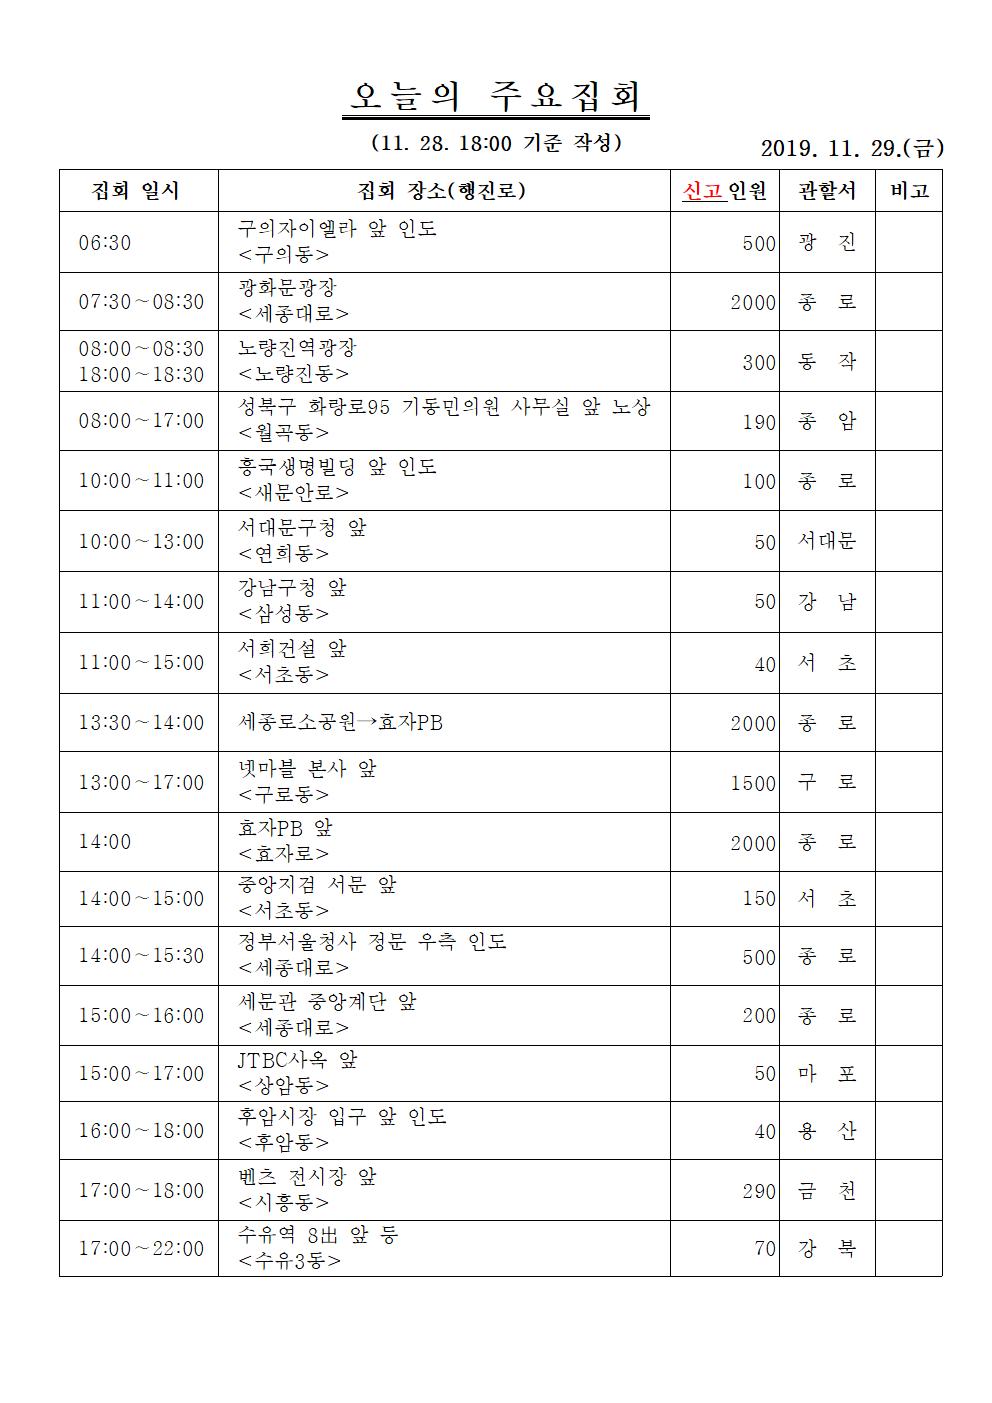 오늘의 주요집회
(11. 28. 18:00 기준 작성)
2019. 11. 29.(금)
집회 일시 집회 장소(행진로) 신고인원 관할서 비고
06:30 구의자이엘라 앞 인도 <구의동> 500 광 진
07:30~08:30 광화문광장 <세종대로> 2000 종 로
08:00~08:30 18:00~18:30 노량진역광장 <노량진동> 300 동 작
08:00~17:00 성북구 화랑로95 기동민의원 사무실 앞 노상 <월곡동> 190 종 암
10:00~11:00 흥국생명빌딩 앞 인도 <새문안로> 100 종 로
10:00~13:00 서대문구청 앞 <연희동> 50 서대문
11:00~14:00 강남구청 앞 <삼성동> 50 강 남
11:00~15:00 서희건설 앞 <서초동> 40 서 초
13:30~14:00 세종로소공원→효자PB 2000 종 로
13:00~17:00 넷마블 본사 앞 <구로동> 1500 구 로
14:00 효자PB 앞 <효자로> 2000 종 로
14:00~15:00 중앙지검 서문 앞 <서초동> 150 서 초
14:00~15:30 정부서울청사 정문 우측 인도 <세종대로> 500 종 로
15:00~16:00 세문관 중앙계단 앞 <세종대로> 200 종 로
15:00~17:00 JTBC사옥 앞 <상암동> 50 마 포
16:00~18:00 후암시장 입구 앞 인도 <후암동> 40 용 산
17:00~18:00 벤츠 전시장 앞 <시흥동> 290 금 천
17:00~22:00 수유역 8出 앞 등 <수유3동> 70 강 북